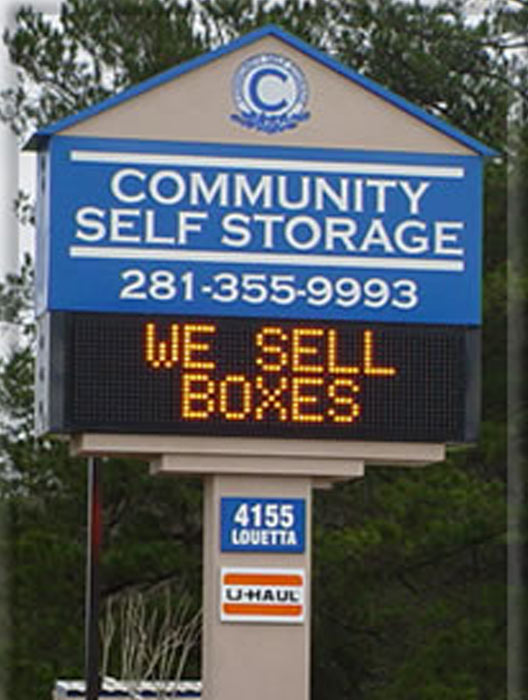 C
COMMUNITY
SELF STORAGE
281-355-9993
WE SELL
BOXES
4155
LOUETTA
U-HAUL